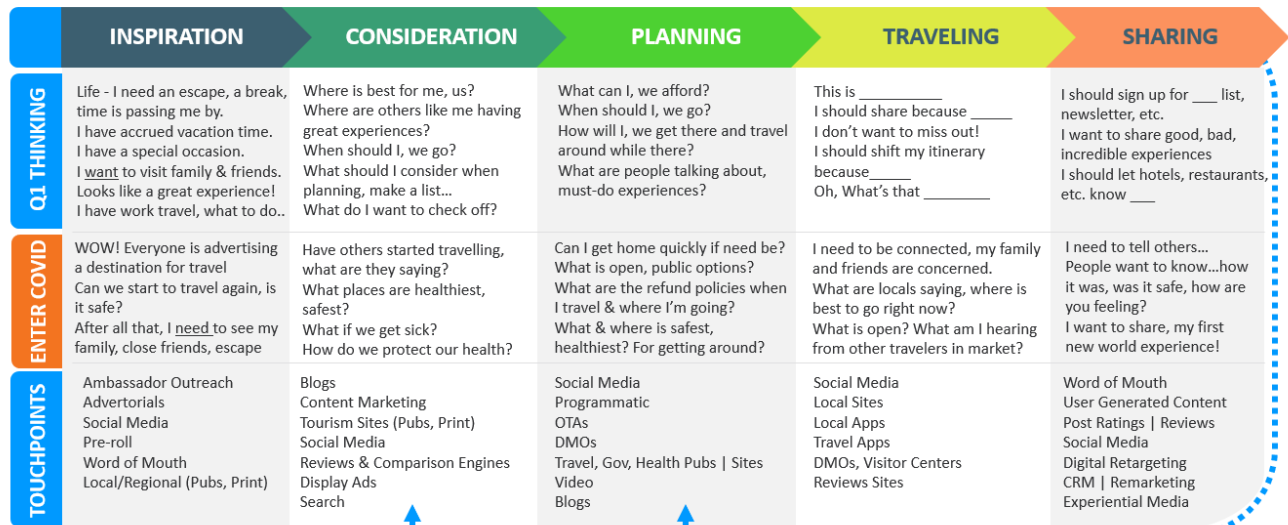 INSPIRATION
CONSIDERATION
PLANNING
TRAVELING
SHARING
Q1 THINKING
Life - I need an escape, a break,
time is passing me by.
I have accrued vacation time.
I have a special occasion.
I want to visit family & friends.
Looks like a great experience!
I have work travel, what to do..
Where is best for me, us?
Where are others like me having
great experiences?
When should I, we go?
What should I consider when
planning, make a list...
What do I want to check off?
What can I, we afford?
When should I, we go?
How will I, we get there and travel
around while there?
What are people talking about,
must-do experiences?
This is __________
I should share because _____
I don't want to miss out!
I should shift my itinerary
because_____
Oh, What's that ________
I should sign up for ___ list,
newsletter, etc.
I want to share good, bad,
incredible experiences
I should let hotels, restaurants,
etc. know ___
ENTER COVID
WOW! Everyone is advertising
a destination for travel
Can we start to travel again, is
it safe?
After all that, I need to see my
family, close friends, escape
Have others started travelling,
what are they saying?
What places are healthiest,
safest?
What if we get sick?
How do we protect our health?
Can I get home quickly if need be?
What is open, public options?
What are the refund policies when
I travel & where I'm going?
What & where is safest,
healthiest? For getting around?
I need to be connected, my family
and friends are concerned.
What are locals saying, where is
best to go right now?
What is open? What am I hearing
from other travelers in market?
I need to tell others...
People want to know...how
it was, was it safe, how are
you feeling?
I want to share, my first
new world experience!
TOUCHPOINTS
Ambassador Outreach
Advertorials
Social Media
Pre-roll
Word of Mouth
Local/Regional (Pubs, Print)
Blogs
Content Marketing
Tourism Sites (Pubs, Print)
Social Media
Reviews & Comparison Engines
Display Ads
Search
Social Media
Programmatic
OTAs
DMOs
Travel, Gov, Health Pubs | Sites
Video
Blogs
Social Media
Local Sites
Local Apps
Travel Apps
DMOs, Visitor Centers
Reviews Sites
Word of Mouth
User Generated Content
Post Ratings | Reviews
Social Media
Digital Retargeting
CRM | Remarketing
Experiential Media